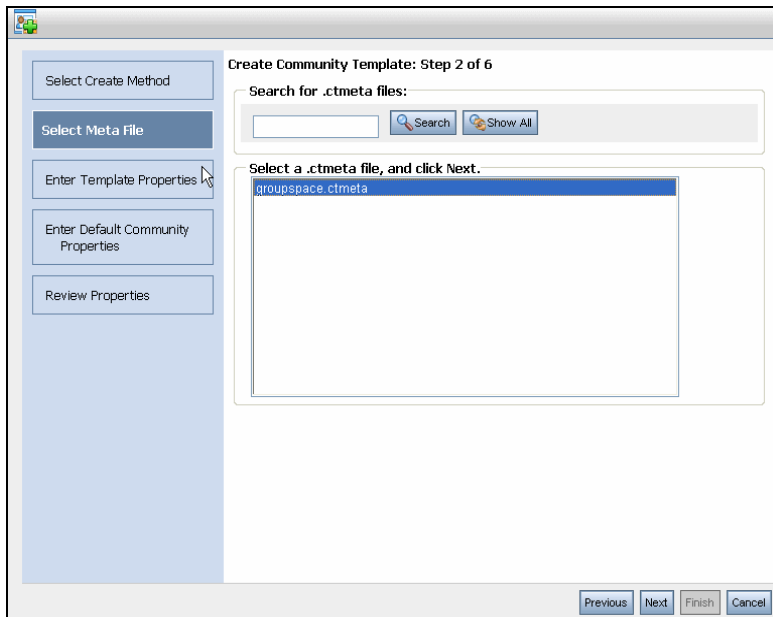 Create Community Template: Step 2 of 6
Select Create Method
Select Meta File
Enter Template Properties
Enter Default Community
Properties
Review Properties
Search for .ctmeta files:
Search
Show All
Select a .ctmeta file, and click Next.
groupspace.ctmeta
Previous
Next
Finish
Cancel